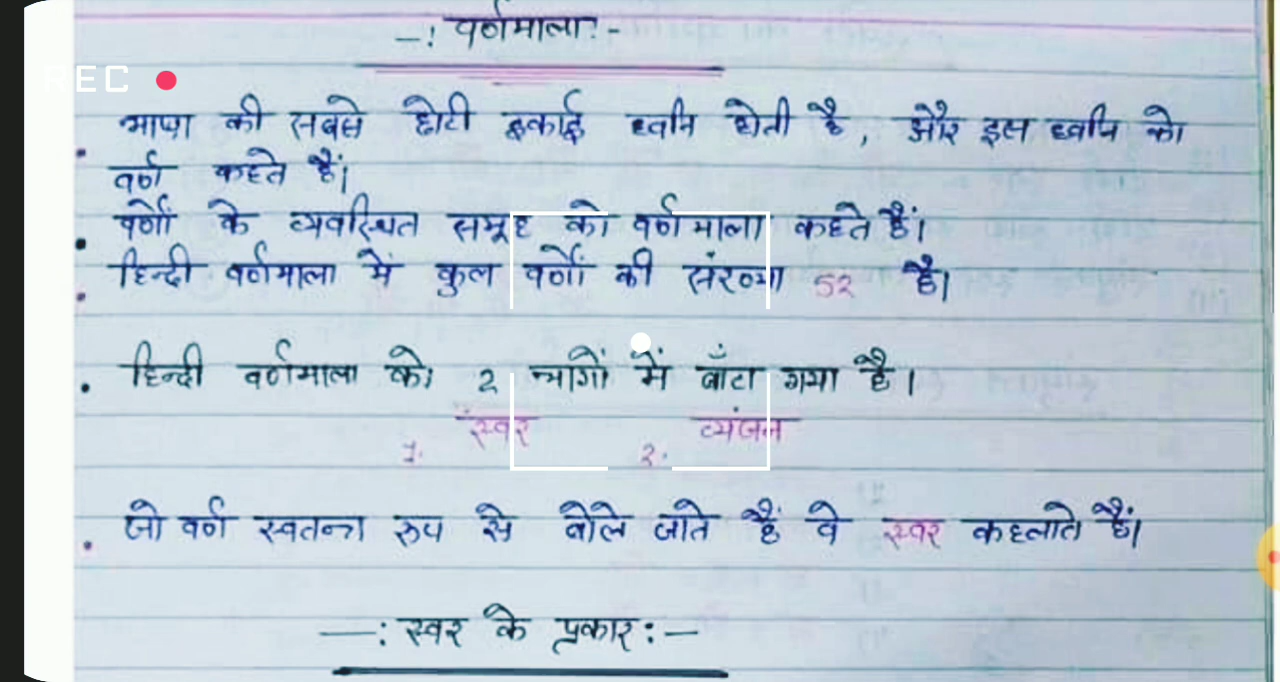 -: वर्णमाला:-
REC
भाषा की सबसे छोटी इकाई ध्वनि होती है, और इस ध्वनि को
वर्ण कहते हैं।
वर्णों के व्यवस्थित समूह को वर्णमाला कहते हैं।
हिन्दी वर्णमाला में कुल वर्णों की संख्या 52 है।
हिन्दी वर्णमाला को 2 भागों में बाँटा गया है।
1. स्वर 2. व्यंजन
जो वर्ण स्वतन्त्र रुप से बोले जाते हैं वे स्वर कहलाते हैं।
-: स्वर के प्रकार:-